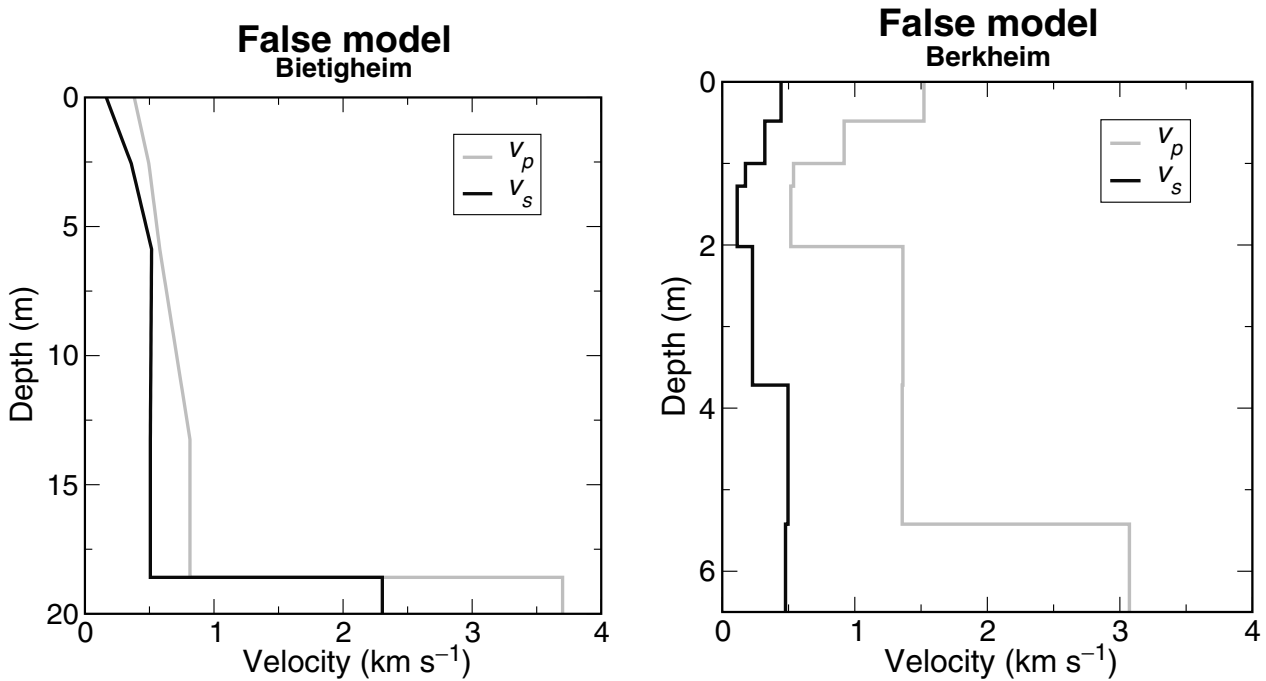 False model
Bietigheim
0
5
10
15
20
Depth (m)
v_p
v_s
0 1 2 3 4
Velocity (km s⁻¹)
False model
Berkheim
0
2
4
6
Depth (m)
v_p
v_s
0 1 2 3 4
Velocity (km s⁻¹)